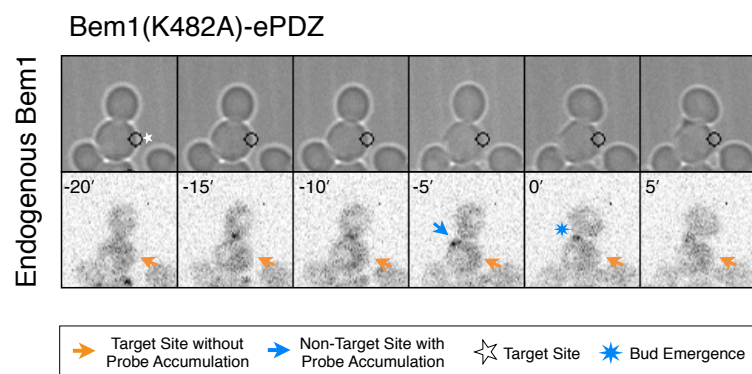 Bem1(K482A)-ePDZ
Endogenous Bem1
-20′
-15′
-10′
-5′
0′
5′
Target Site without
Probe Accumulation
Non-Target Site with
Probe Accumulation
Target Site
Bud Emergence